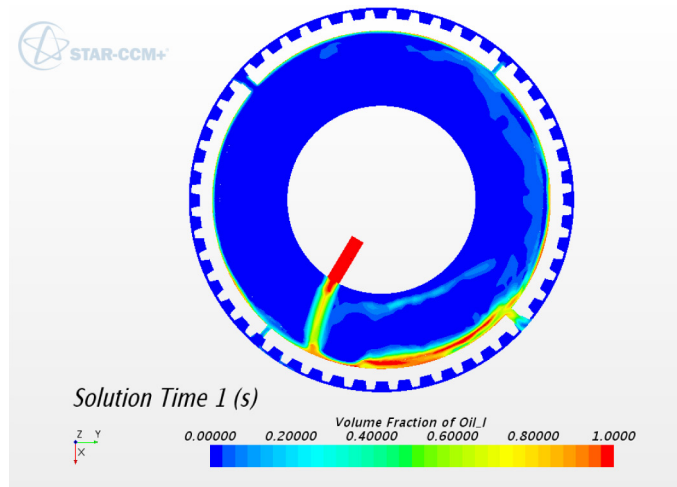 STAR-CCM+
Solution Time 1 (s)
Z Y
X
Volume Fraction of Oil_l
0.00000 0.20000 0.40000 0.60000 0.80000 1.0000